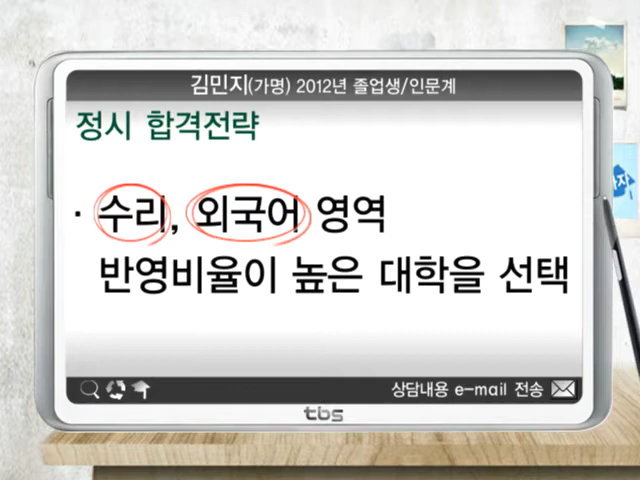 김민지(가명) 2012년 졸업생/인문계
정시 합격전략
· 수리, 외국어 영역
반영비율이 높은 대학을 선택
상담내용 e-mail 전송
tbs